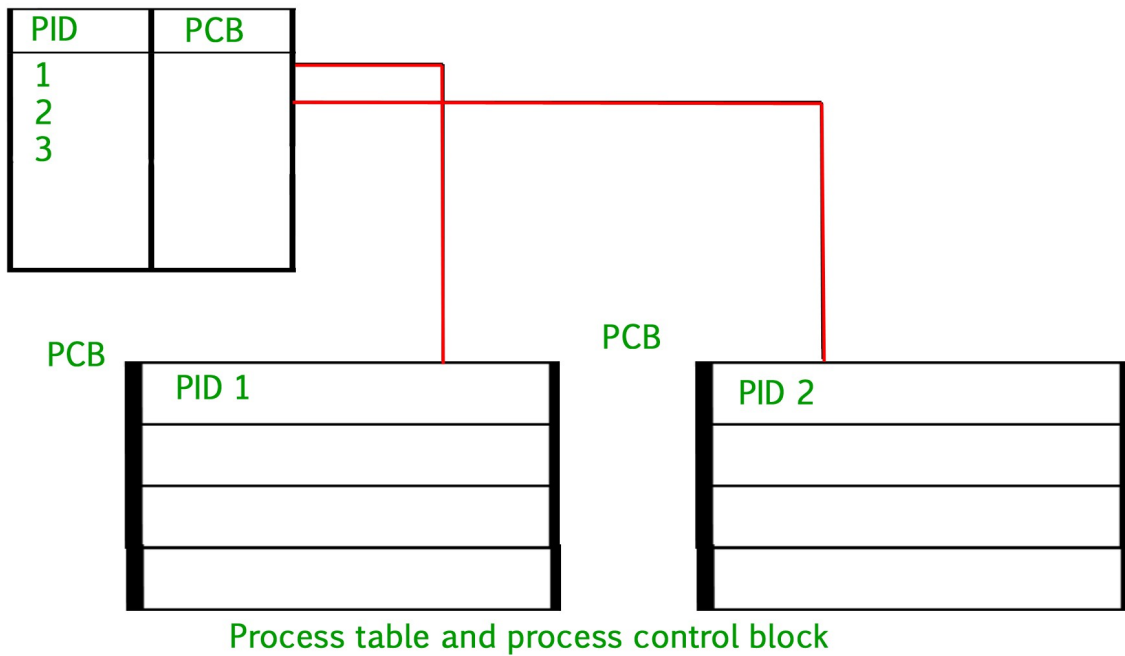 PID PCB
1
2
3
PCB
PCB
PID 1
PID 2
Process table and process control block